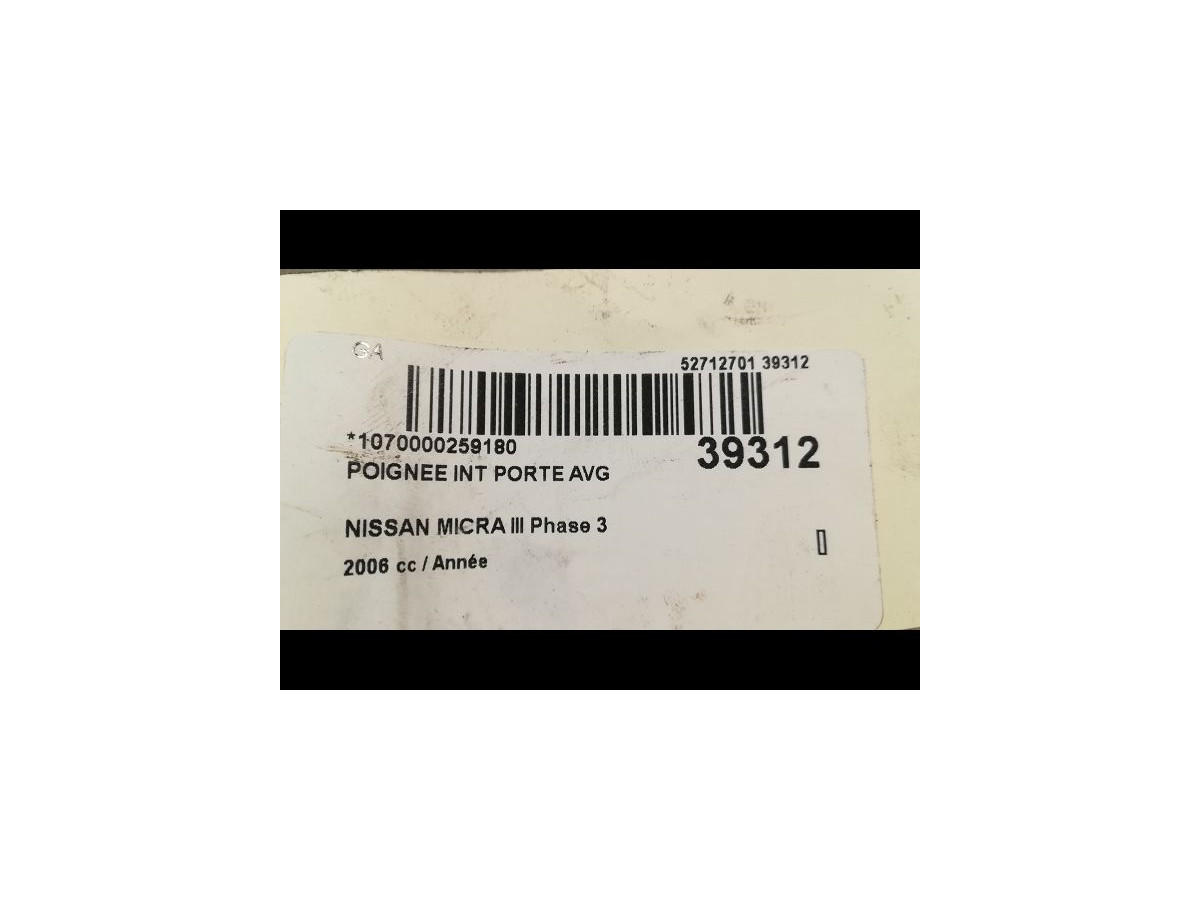 GA
52712701 39312
*1070000259180
39312
POIGNEE INT PORTE AVG
NISSAN MICRA III Phase 3
2006 cc / Année